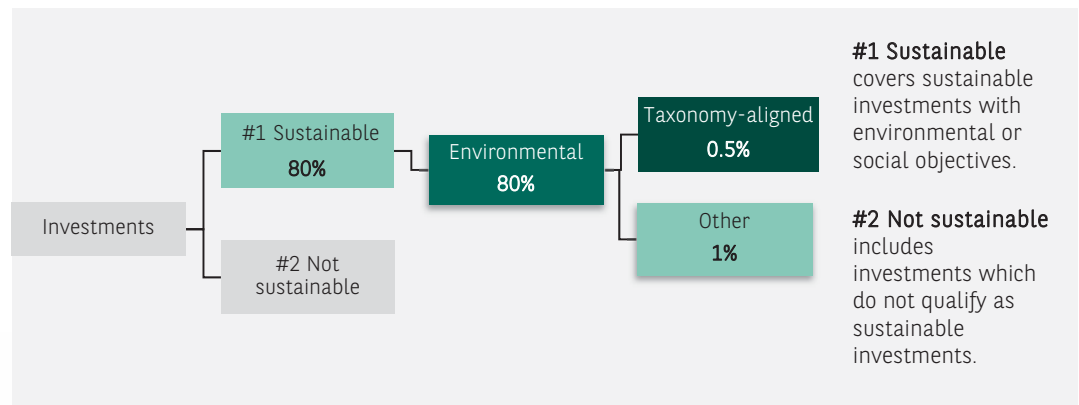 Investments
#1 Sustainable
80%
#2 Not
sustainable
Environmental
80%
Taxonomy-aligned
0.5%
Other
1%
#1 Sustainable
covers sustainable
investments with
environmental or
social objectives.
#2 Not sustainable
includes
investments which
do not qualify as
sustainable
investments.